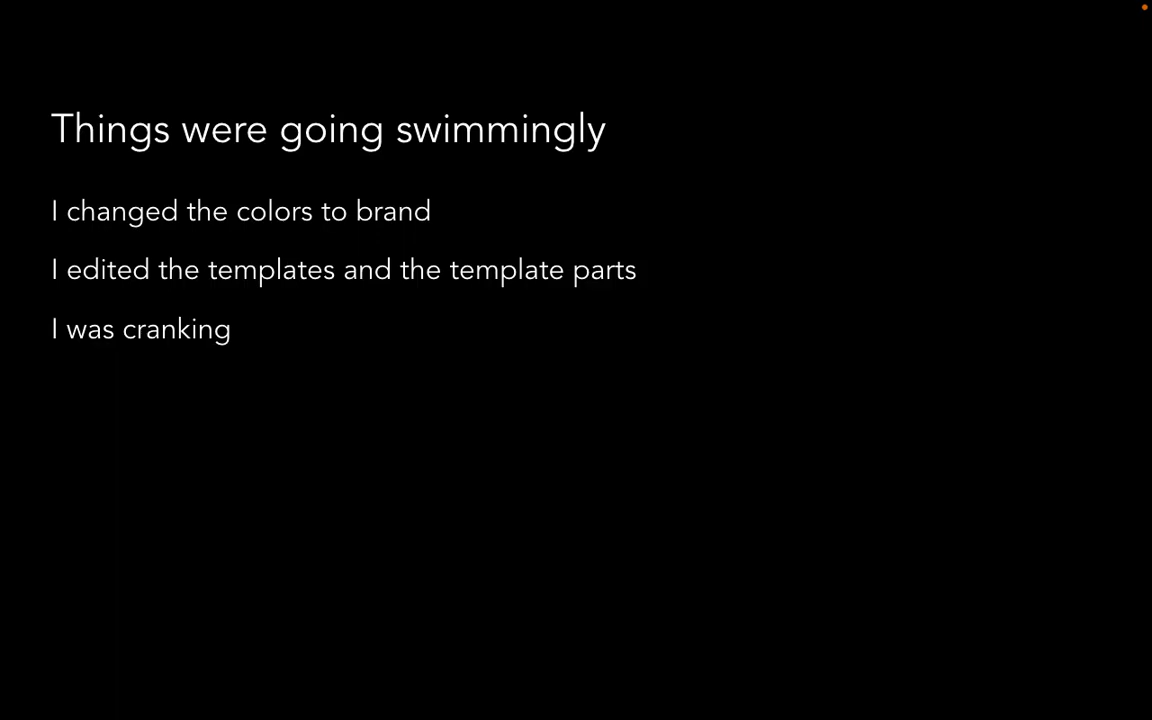 Things were going swimmingly
I changed the colors to brand
I edited the templates and the template parts
I was cranking